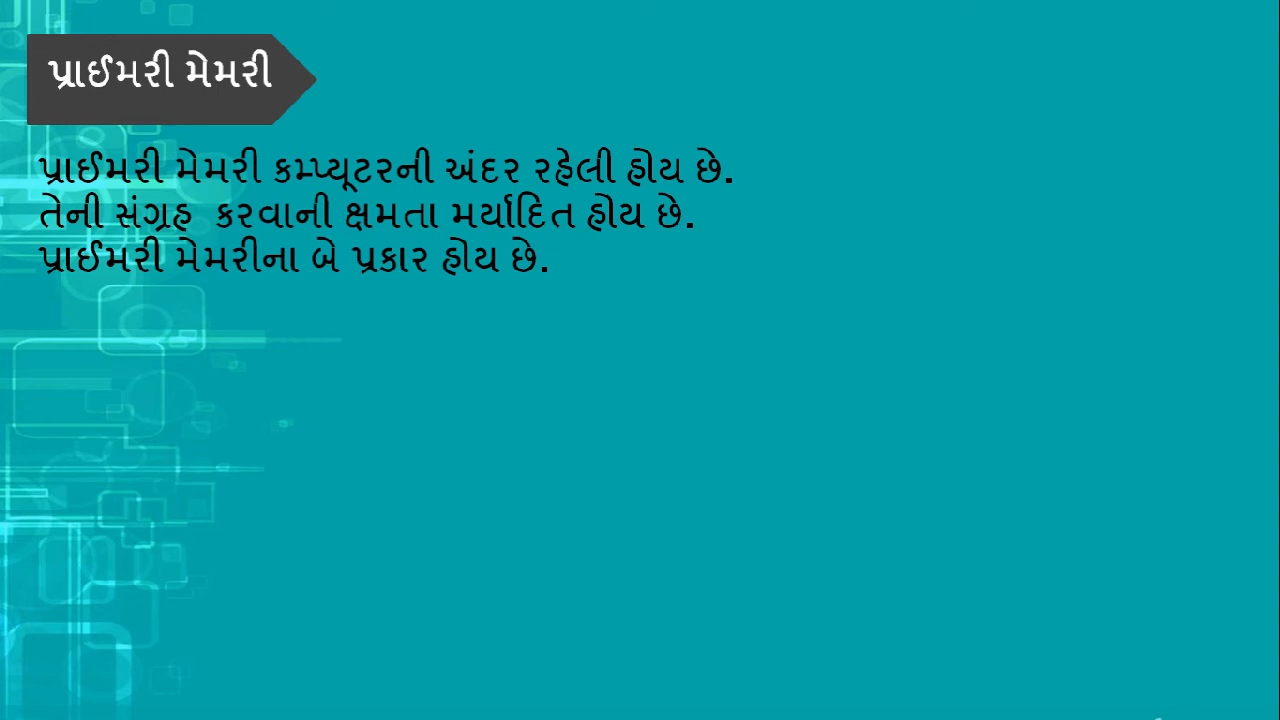 પ્રાઈમરી મેમરી
પ્રાઈમરી મેમરી કમ્પ્યૂટરની અંદર રહેલી હોય છે.
તેની સંગ્રહ  કરવાની ક્ષમતા મર્યાદિત હોય છે.
પ્રાઈમરી મેમરીના બે પ્રકાર હોય છે.